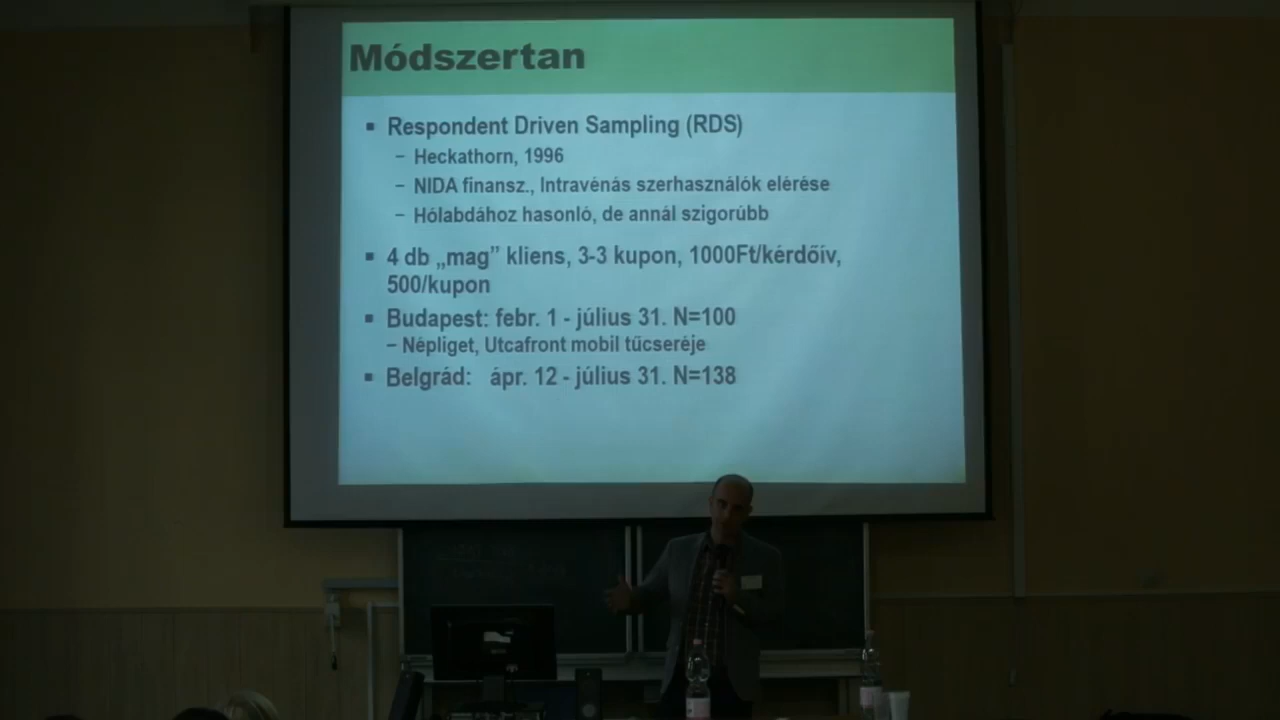 Módszertan
▪ Respondent Driven Sampling (RDS)
– Heckathorn, 1996
– NIDA finansz., Intravénás szerhasználók elérése
– Hólabdához hasonló, de annál szigorúbb
▪ 4 db „mag” kliens, 3-3 kupon, 1000Ft/kérdőív,
500/kupon
▪ Budapest: febr. 1 - július 31. N=100
– Népliget, Utcafront mobil tűcseréje
▪ Belgrád: ápr. 12 - július 31. N=138